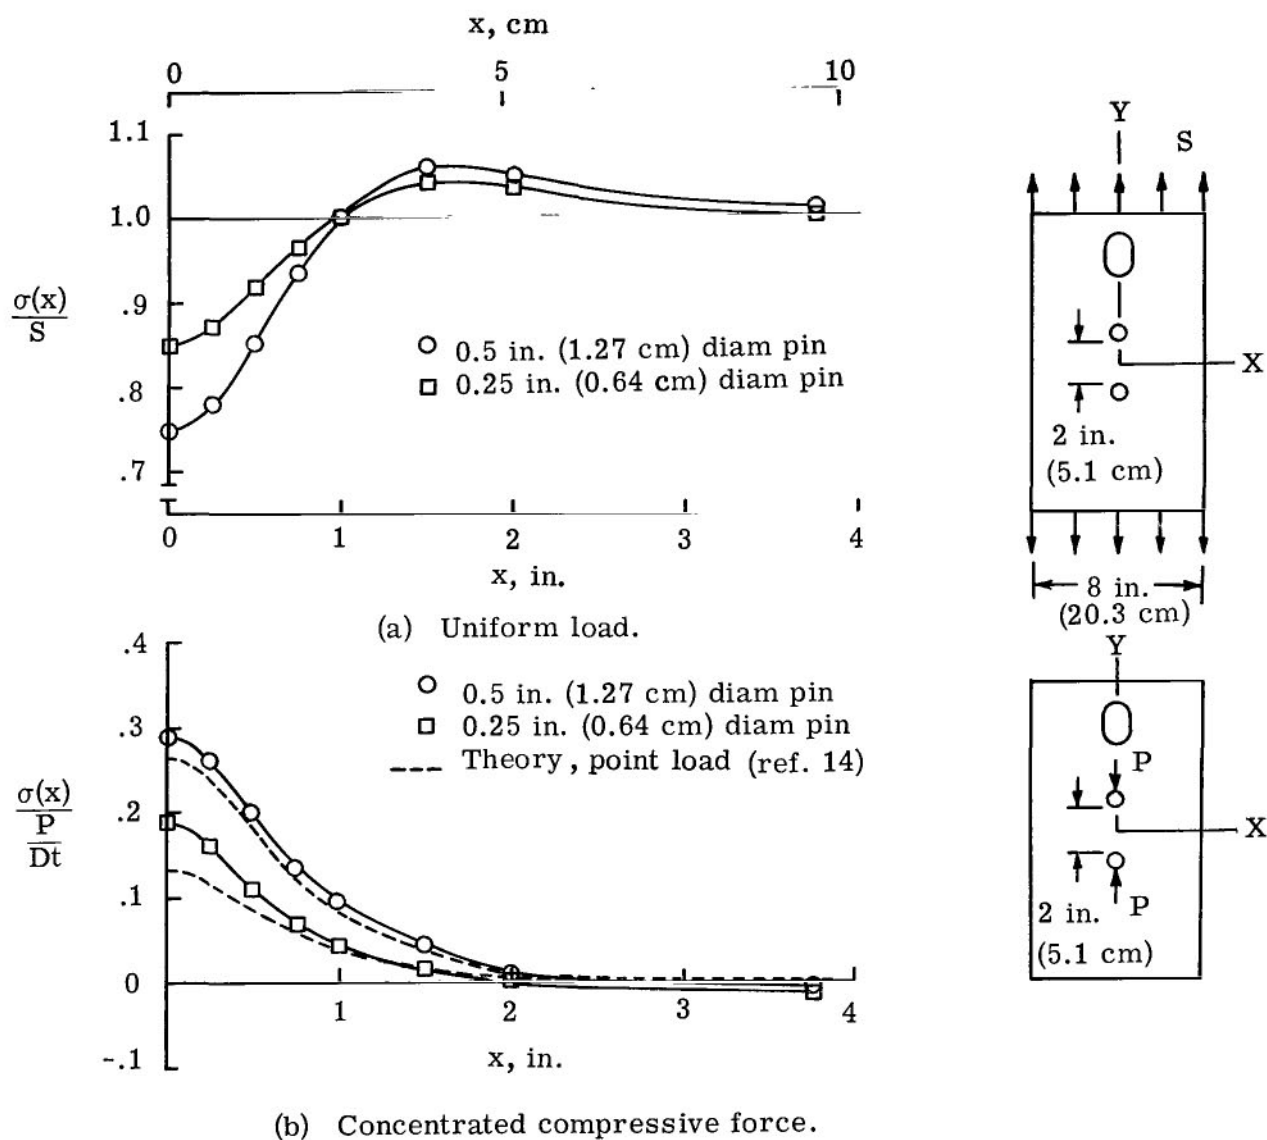 x, cm
0 5 10
1.1
1.0
.9
.8
.7
σ(x)
S
0.5 in. (1.27 cm) diam pin
0.25 in. (0.64 cm) diam pin
0 1 2 3 4
x, in.
(a) Uniform load.
Y
S
X
2 in.
(5.1 cm)
8 in.
(20.3 cm)
.4
.3
.2
.1
0
-.1
σ(x)
P
Dt
0.5 in. (1.27 cm) diam pin
0.25 in. (0.64 cm) diam pin
Theory, point load (ref. 14)
1 2 3 4
x, in.
(b) Concentrated compressive force.
Y
P
X
2 in.
P
(5.1 cm)